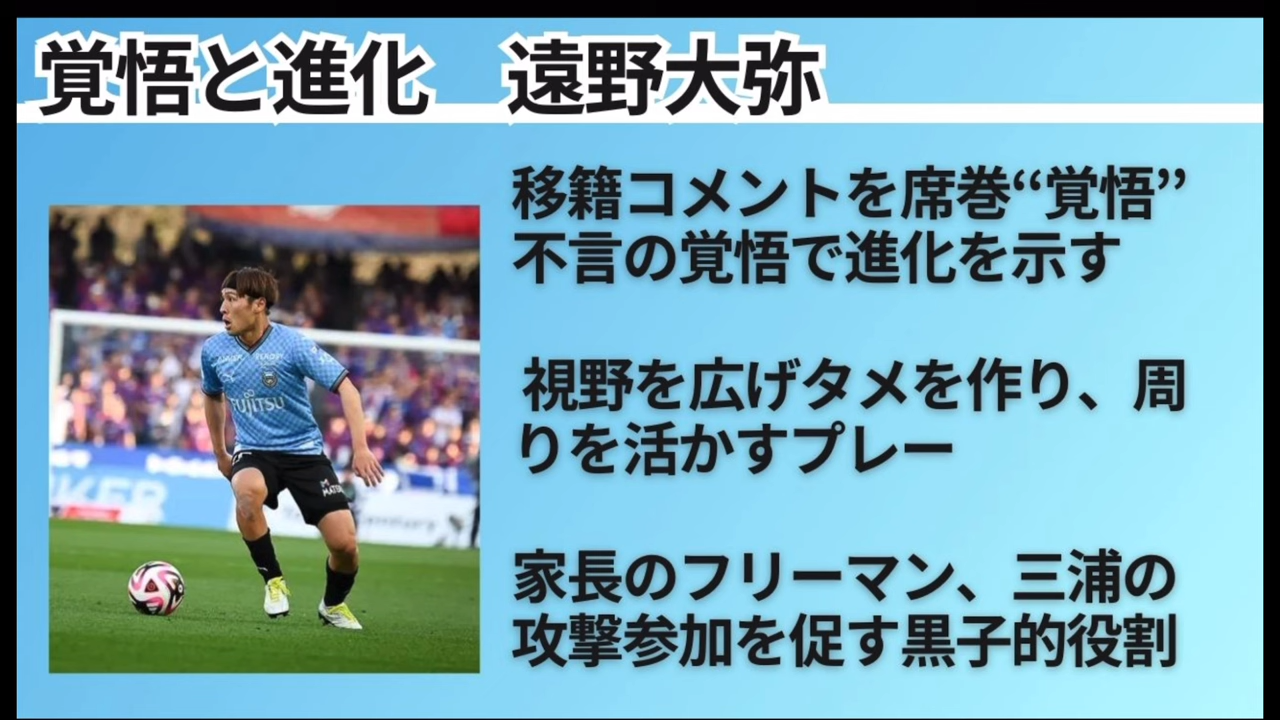 覚悟と進化　遠野大弥
移籍コメントを席巻“覚悟”
不言の覚悟で進化を示す
視野を広げタメを作り、周
りを活かすプレー
家長のフリーマン、三浦の
攻撃参加を促す黒子的役割
FUJITSU